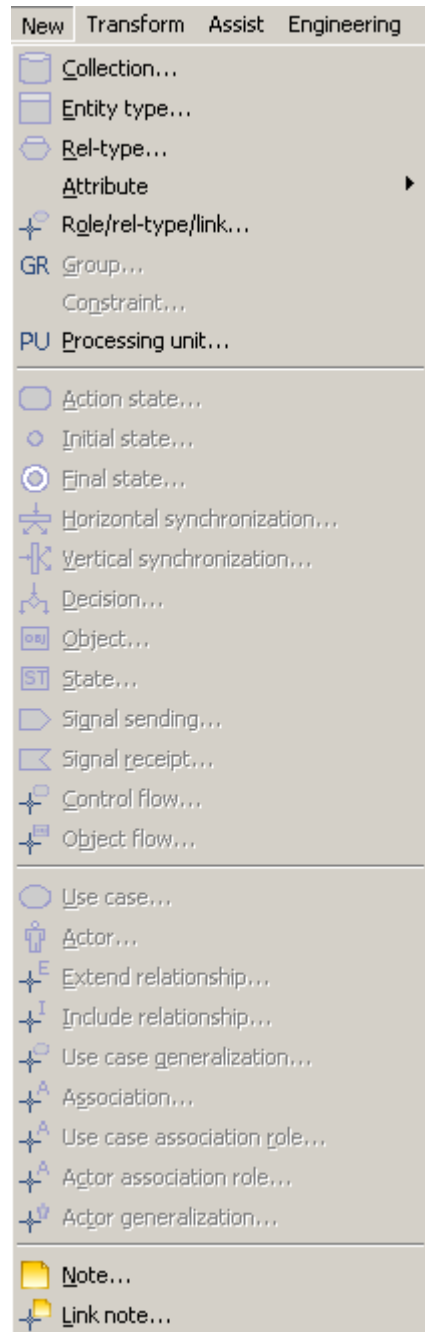 New Transform Assist Engineering
Collection...
Entity type...
Rel-type...
Attribute
Role/rel-type/link...
GR Group...
Constraint...
PU Processing unit...
Action state...
Initial state...
Final state...
Horizontal synchronization...
Vertical synchronization...
Decision...
OBJ Object...
ST State...
Signal sending...
Signal receipt...
Control flow...
Object flow...
Use case...
Actor...
E Extend relationship...
I Include relationship...
Use case generalization...
A Association...
A Use case association role...
A Actor association role...
Actor generalization...
Note...
Link note...